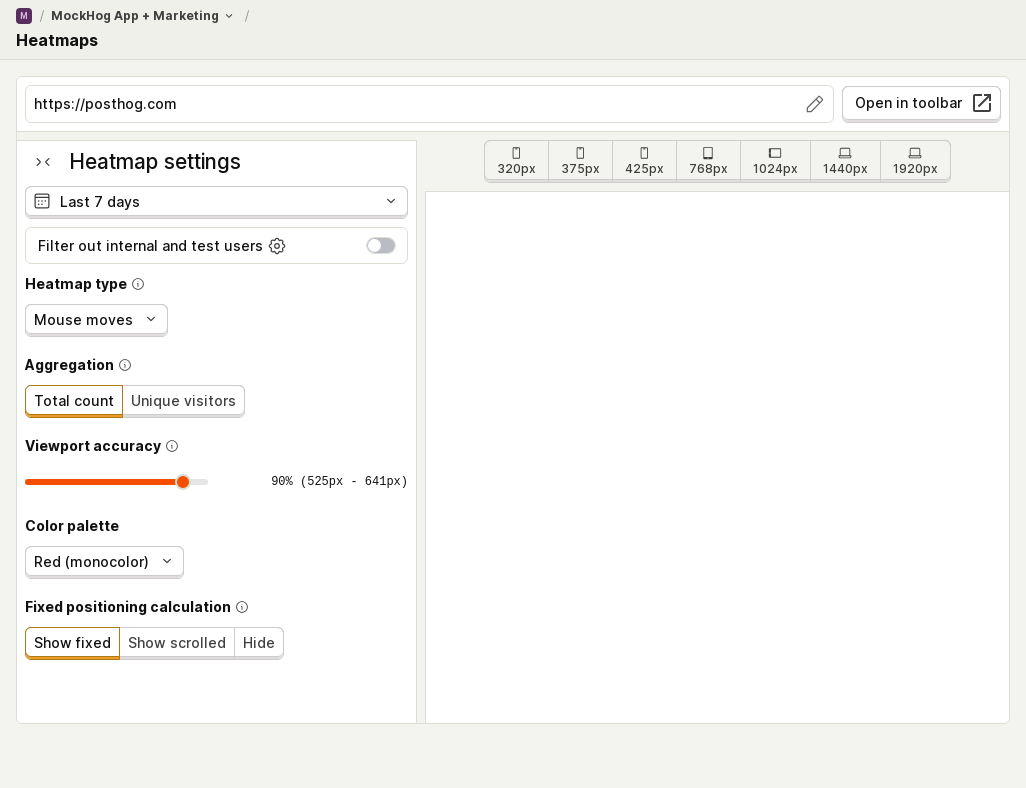 M / MockHog App + Marketing /
Heatmaps
https://posthog.com
Open in toolbar
Heatmap settings
Last 7 days
Filter out internal and test users
Heatmap type
Mouse moves
Aggregation
Total count Unique visitors
Viewport accuracy
90% (525px - 641px)
Color palette
Red (monocolor)
Fixed positioning calculation
Show fixed Show scrolled Hide
320px 375px 425px 768px 1024px 1440px 1920px